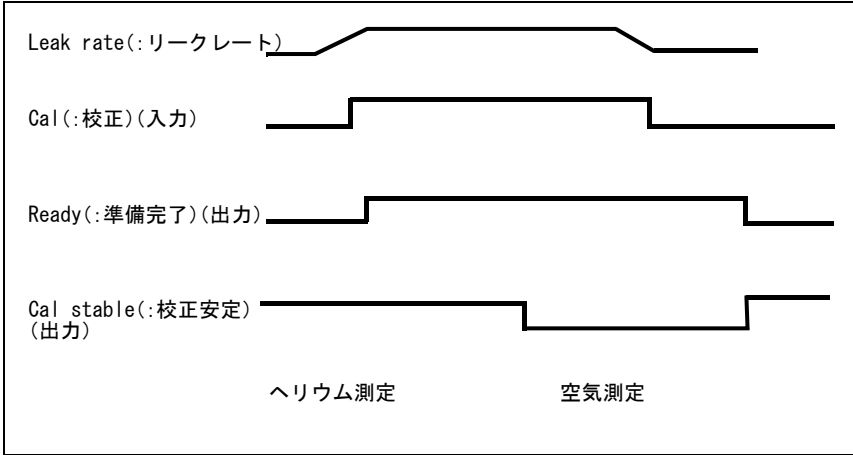 Leak rate(:リークレート)
Cal(:校正)(入力)
Ready(:準備完了)(出力)
Cal stable(:校正安定)
(出力)
ヘリウム測定 空気測定